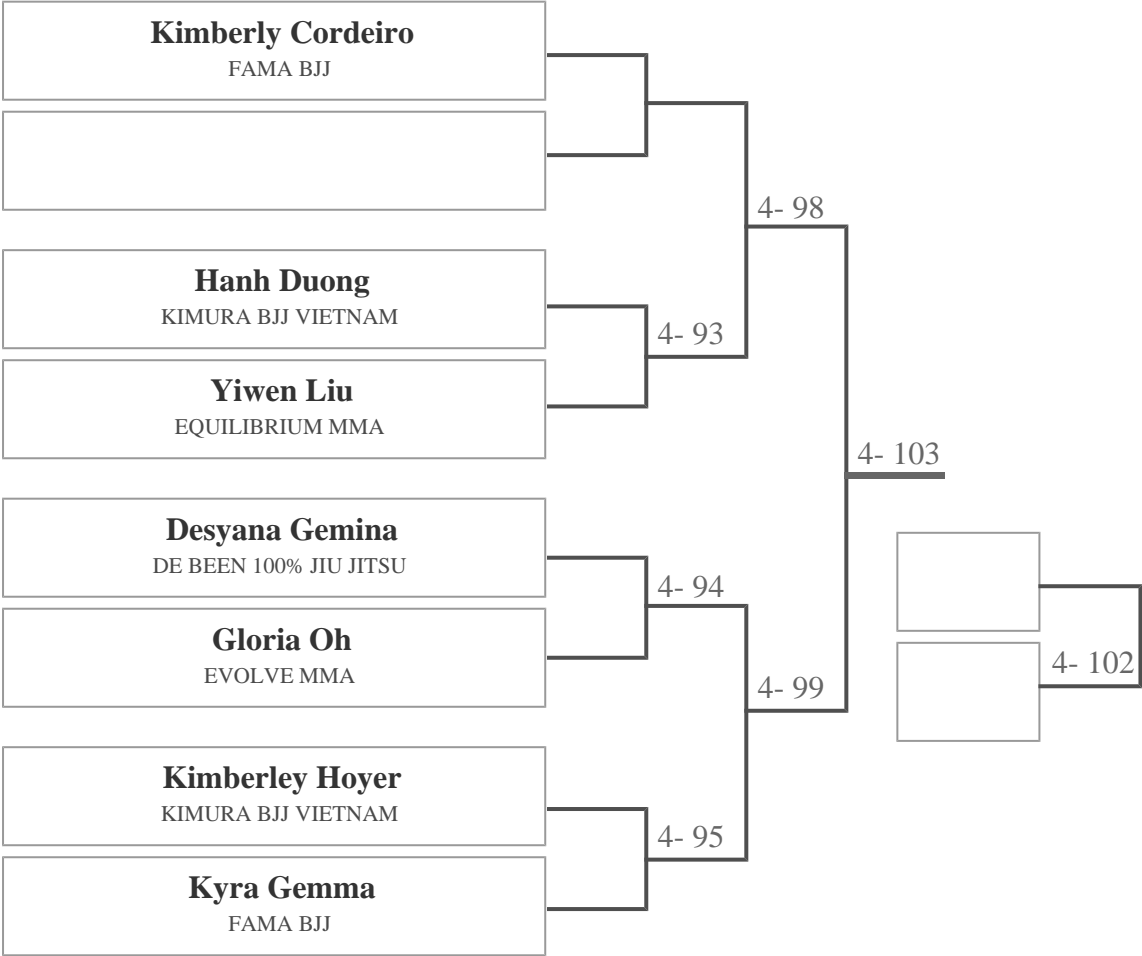 Kimberly Cordeiro
FAMA BJJ
4- 98
Hanh Duong
KIMURA BJJ VIETNAM
4- 93
Yiwen Liu
EQUILIBRIUM MMA
4- 103
Desyana Gemina
DE BEEN 100% JIU JITSU
4- 94
Gloria Oh
EVOLVE MMA
4- 102
4- 99
Kimberley Hoyer
KIMURA BJJ VIETNAM
4- 95
Kyra Gemma
FAMA BJJ